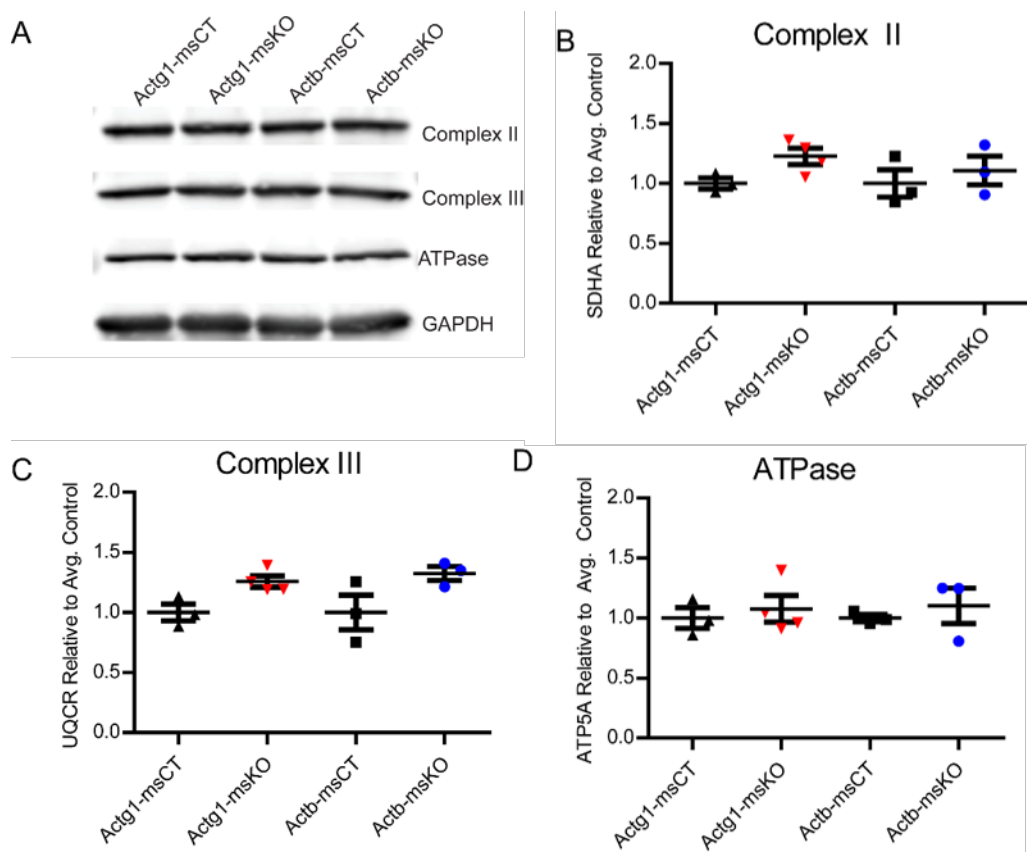 A
Actg1-msCT
Actg1-msKO
Actb-msCT
Actb-msKO
Complex II
Complex III
ATPase
GAPDH
B
Complex II
SDHA Relative to Avg. Control
2.0
1.5
1.0
0.5
0.0
Actg1-msCT
Actg1-msKO
Actb-msCT
Actb-msKO
C
Complex III
UQCR Relative to Avg. Control
2.0
1.5
1.0
0.5
0.0
Actg1-msCT
Actg1-msKO
Actb-msCT
Actb-msKO
D
ATPase
ATP5A Relative to Avg. Control
2.0
1.5
1.0
0.5
0.0
Actg1-msCT
Actg1-msKO
Actb-msCT
Actb-msKO